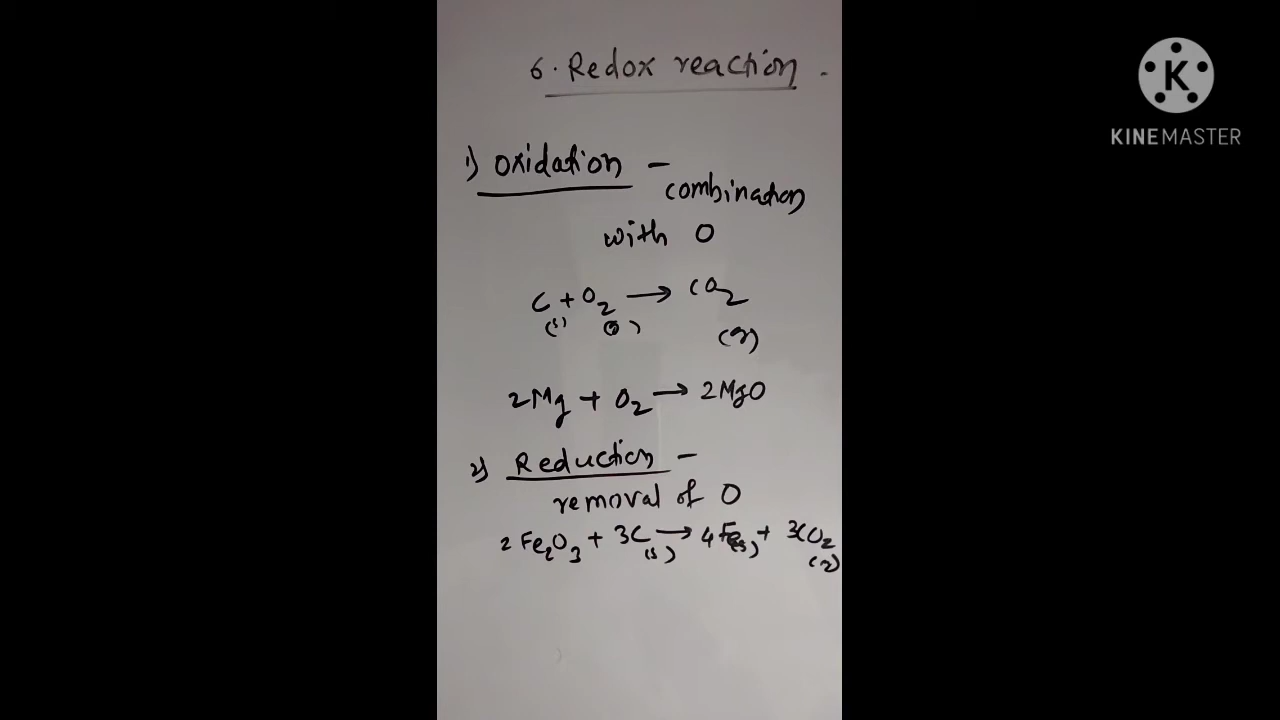 6. Redox reaction.
1) Oxidation –
combination
with O
C + O2 → CO2
(s) (g) (g)
2Mg + O2 → 2MgO
2) Reduction –
removal of O
2Fe2O3 + 3C → 4Fe + 3CO2
(s) (s) (g)
K
KINEMASTER